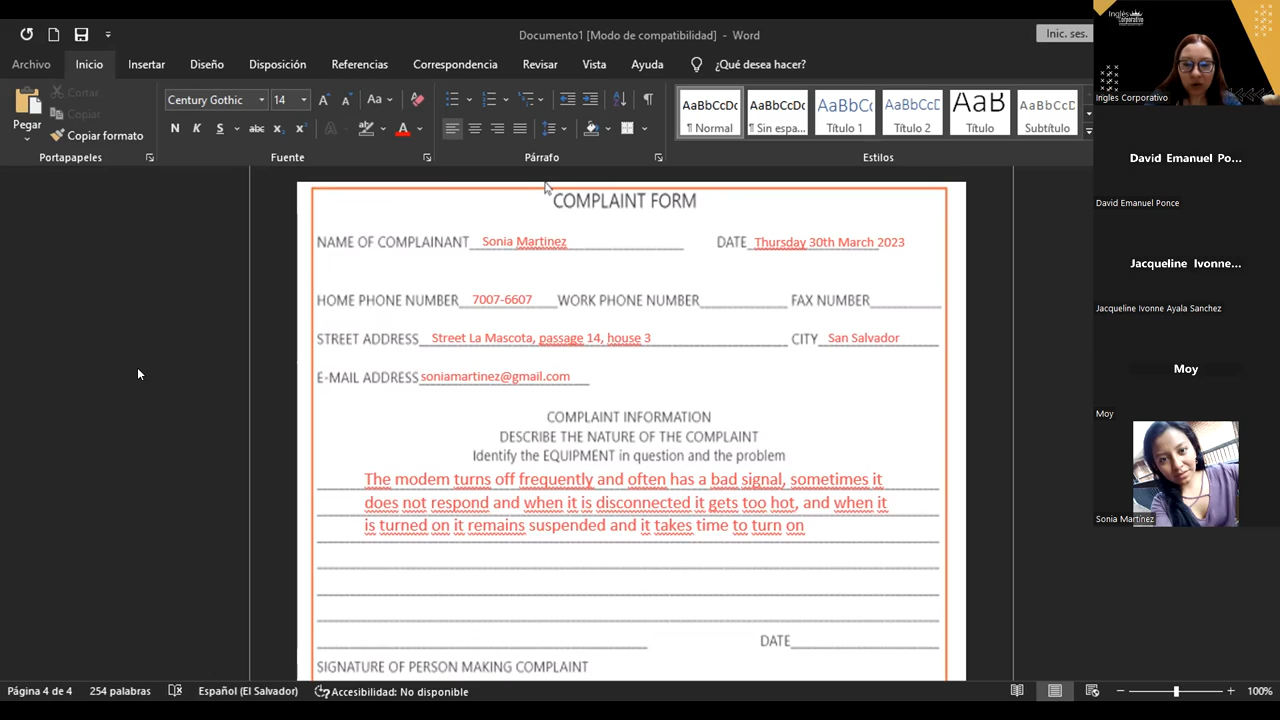 Documento1 [Modo de compatibilidad] - Word
Inic. ses.
Archivo Inicio Insertar Diseño Disposición Referencias Correspondencia Revisar Vista Ayuda ¿Qué desea hacer?
Pegar
Cortar
Copiar
Copiar formato
Century Gothic 14
N K S abc x₂ x²
Portapapeles Fuente Párrafo Estilos
AaBbCcDc AaBbCcDc AaBbCcD AaBbCcD AaB AaBbCcD
¶ Normal ¶ Sin espa... Título 1 Título 2 Título Subtítulo
COMPLAINT FORM
NAME OF COMPLAINANT Sonia Martinez DATE Thursday 30th March 2023
HOME PHONE NUMBER 7007-6607 WORK PHONE NUMBER FAX NUMBER
STREET ADDRESS Street La Mascota, passage 14, house 3 CITY San Salvador
E-MAIL ADDRESS soniamartinez@gmail.com
COMPLAINT INFORMATION
DESCRIBE THE NATURE OF THE COMPLAINT
Identify the EQUIPMENT in question and the problem
The modem turns off frequently and often has a bad signal, sometimes it
does not respond and when it is disconnected it gets too hot, and when it
is turned on it remains suspended and it takes time to turn on
DATE
SIGNATURE OF PERSON MAKING COMPLAINT
Página 4 de 4 254 palabras Español (El Salvador) Accesibilidad: No disponible 100%
Inglés
Corporativo
Ingles Corporativo
David Emanuel Po...
David Emanuel Ponce
Jacqueline Ivonne...
Jacqueline Ivonne Ayala Sanchez
Moy
Moy
Sonia Martínez